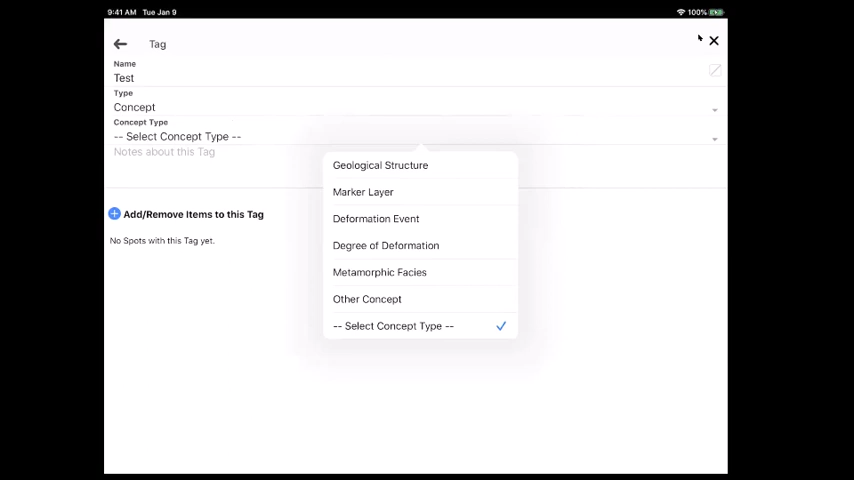 9:41 AM Tue Jan 9
100%
Tag
Name
Test
Type
Concept
Concept Type
-- Select Concept Type --
Notes about this Tag
Geological Structure
Marker Layer
Deformation Event
Degree of Deformation
Metamorphic Facies
Other Concept
-- Select Concept Type --
Add/Remove Items to this Tag
No Spots with this Tag yet.